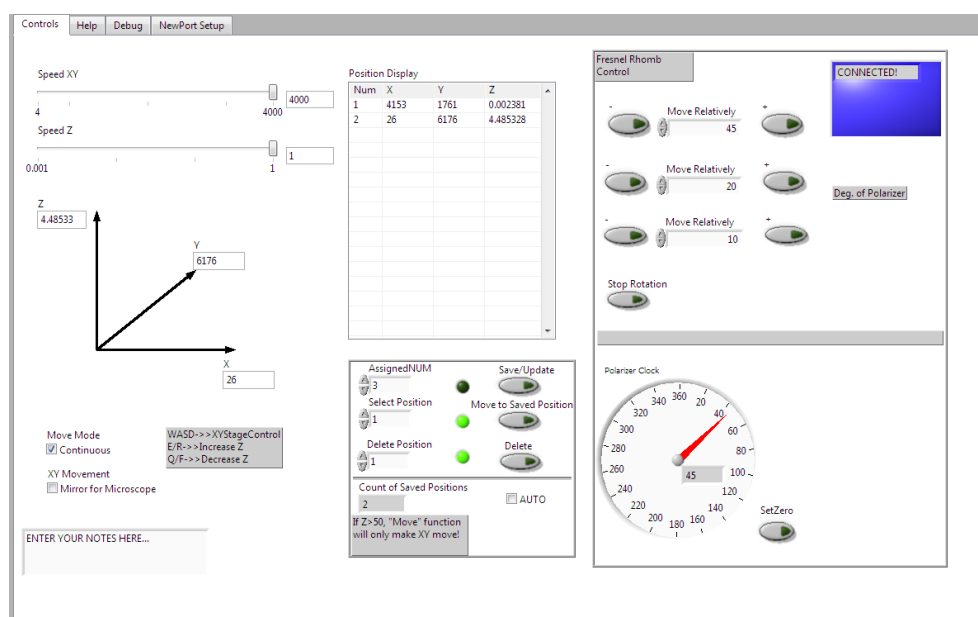 Controls Help Debug NewPort Setup
Speed XY
4000
4 4000
Speed Z
1
0.001 1
Z
4.48533
Y
6176
X
26
Move Mode
Continuous
XY Movement
Mirror for Microscope
WASD->>XYStageControl
E/R->>Increase Z
Q/F->>Decrease Z
ENTER YOUR NOTES HERE...
Position Display
Num X Y Z
1 4153 1761 0.002381
2 26 6176 4.485328
AssignedNUM Save/Update
3
Select Position Move to Saved Position
1
Delete Position Delete
1
Count of Saved Positions
2
AUTO
If Z>50, "Move" function
will only make XY move!
Fresnel Rhomb
Control
CONNECTED!
- Move Relatively +
45
- Move Relatively +
20
Deg. of Polarizer
- Move Relatively +
10
Stop Rotation
Polarizer Clock
360 20 40 60 80 100 120 140 160 180 200 220 240 260 280 300 320 340
45
SetZero